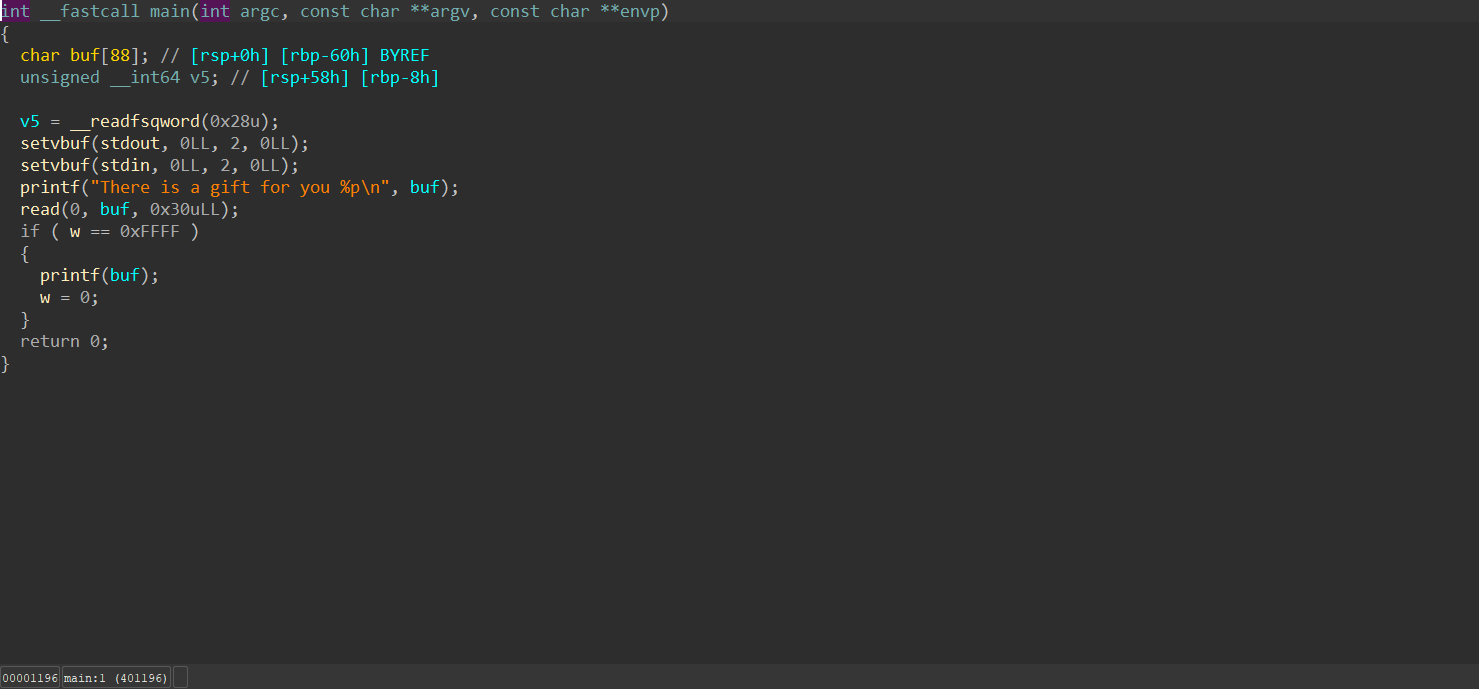 int __fastcall main(int argc, const char **argv, const char **envp)
{
  char buf[88]; // [rsp+0h] [rbp-60h] BYREF
  unsigned __int64 v5; // [rsp+58h] [rbp-8h]

  v5 = __readfsqword(0x28u);
  setvbuf(stdout, 0LL, 2, 0LL);
  setvbuf(stdin, 0LL, 2, 0LL);
  printf("There is a gift for you %p\n", buf);
  read(0, buf, 0x30uLL);
  if ( w == 0xFFFF )
  {
    printf(buf);
    w = 0;
  }
  return 0;
}
00001196 main:1 (401196)